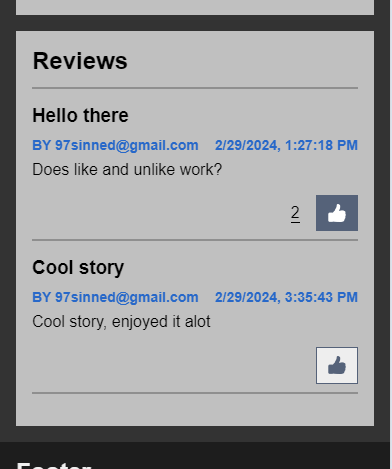 Reviews
Hello there
BY 97sinned@gmail.com 2/29/2024, 1:27:18 PM
Does like and unlike work?
2
Cool story
BY 97sinned@gmail.com 2/29/2024, 3:35:43 PM
Cool story, enjoyed it alot
Footer